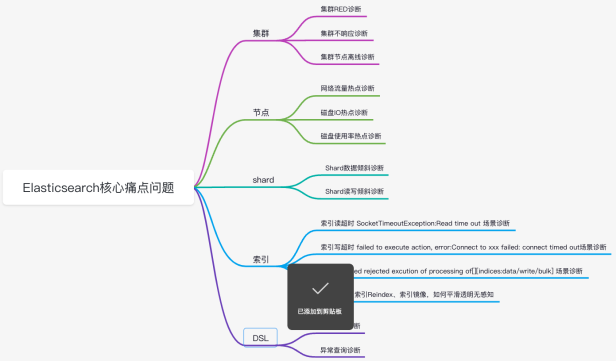 Elasticsearch核心痛点问题
集群
集群RED诊断
集群不响应诊断
集群节点离线诊断
节点
网络流量热点诊断
磁盘IO热点诊断
磁盘使用率热点诊断
shard
Shard数据倾斜诊断
Shard读写倾斜诊断
索引
索引读超时 SocketTimeoutException:Read time out 场景诊断
索引写超时 failed to execute action, error:Connect to xxx failed: connect timed out场景诊断
ed rejected excution of processing of[][indices:data/write/bulk] 场景诊断
索引Reindex、索引镜像，如何平滑透明无感知
已添加到剪贴板
DSL
断
异常查询诊断